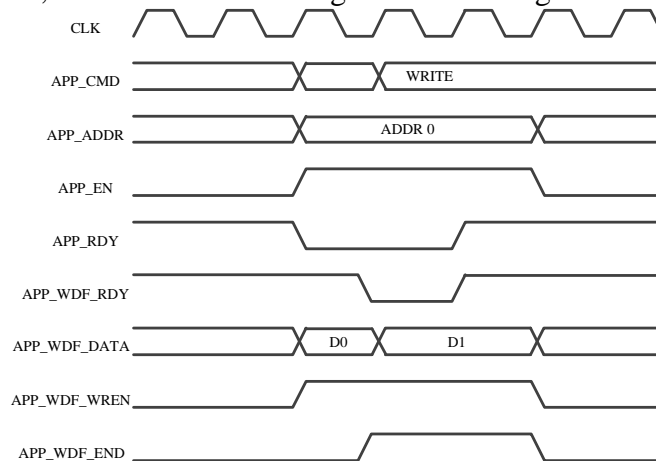 CLK
APP_CMD WRITE
APP_ADDR ADDR 0
APP_EN
APP_RDY
APP_WDF_RDY
APP_WDF_DATA D0 D1
APP_WDF_WREN
APP_WDF_END